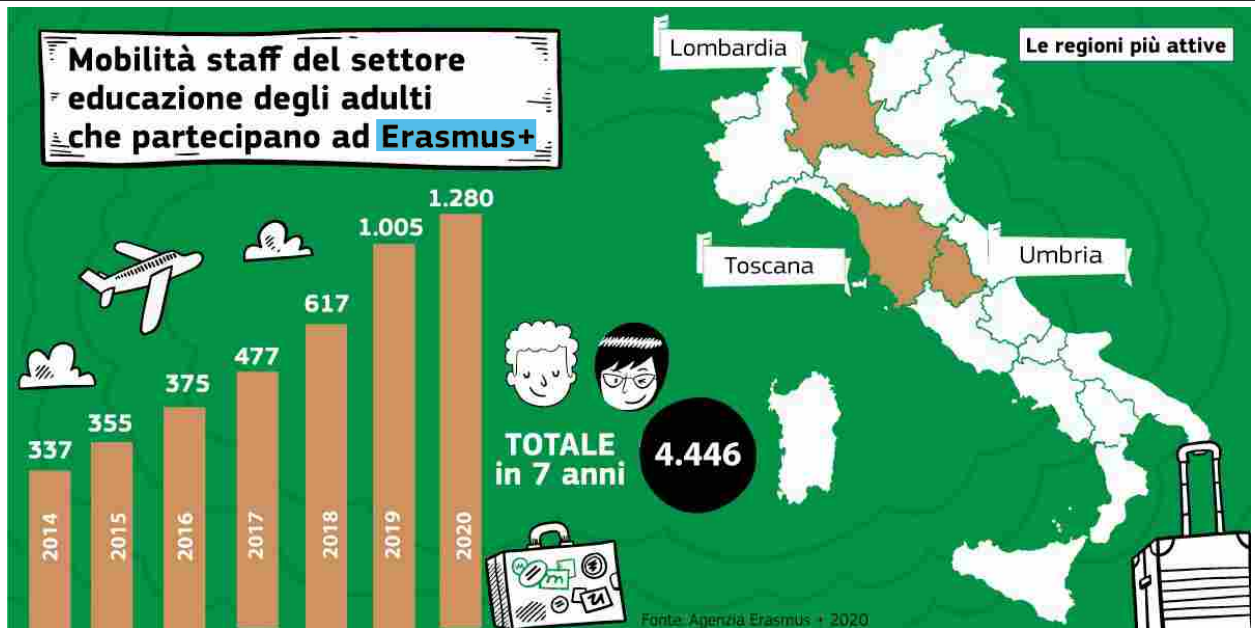 Mobilità staff del settore
educazione degli adulti
che partecipano ad Erasmus+
Le regioni più attive
Lombardia
Toscana
Umbria
337
355
375
477
617
1.005
1.280
2014
2015
2016
2017
2018
2019
2020
TOTALE
in 7 anni
4.446
Fonte: Agenzia Erasmus + 2020